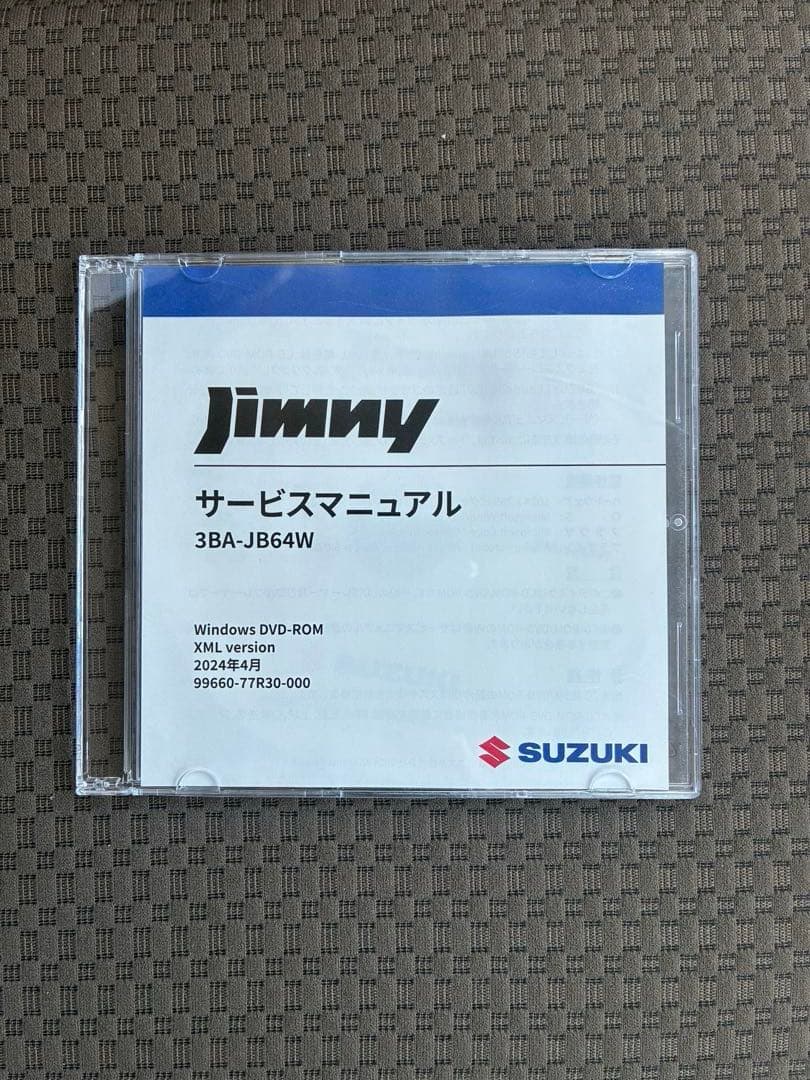 Jimny
サービスマニュアル
3BA-JB64W
Windows DVD-ROM
XML version
2024年4月
99660-77R30-000
SUZUKI